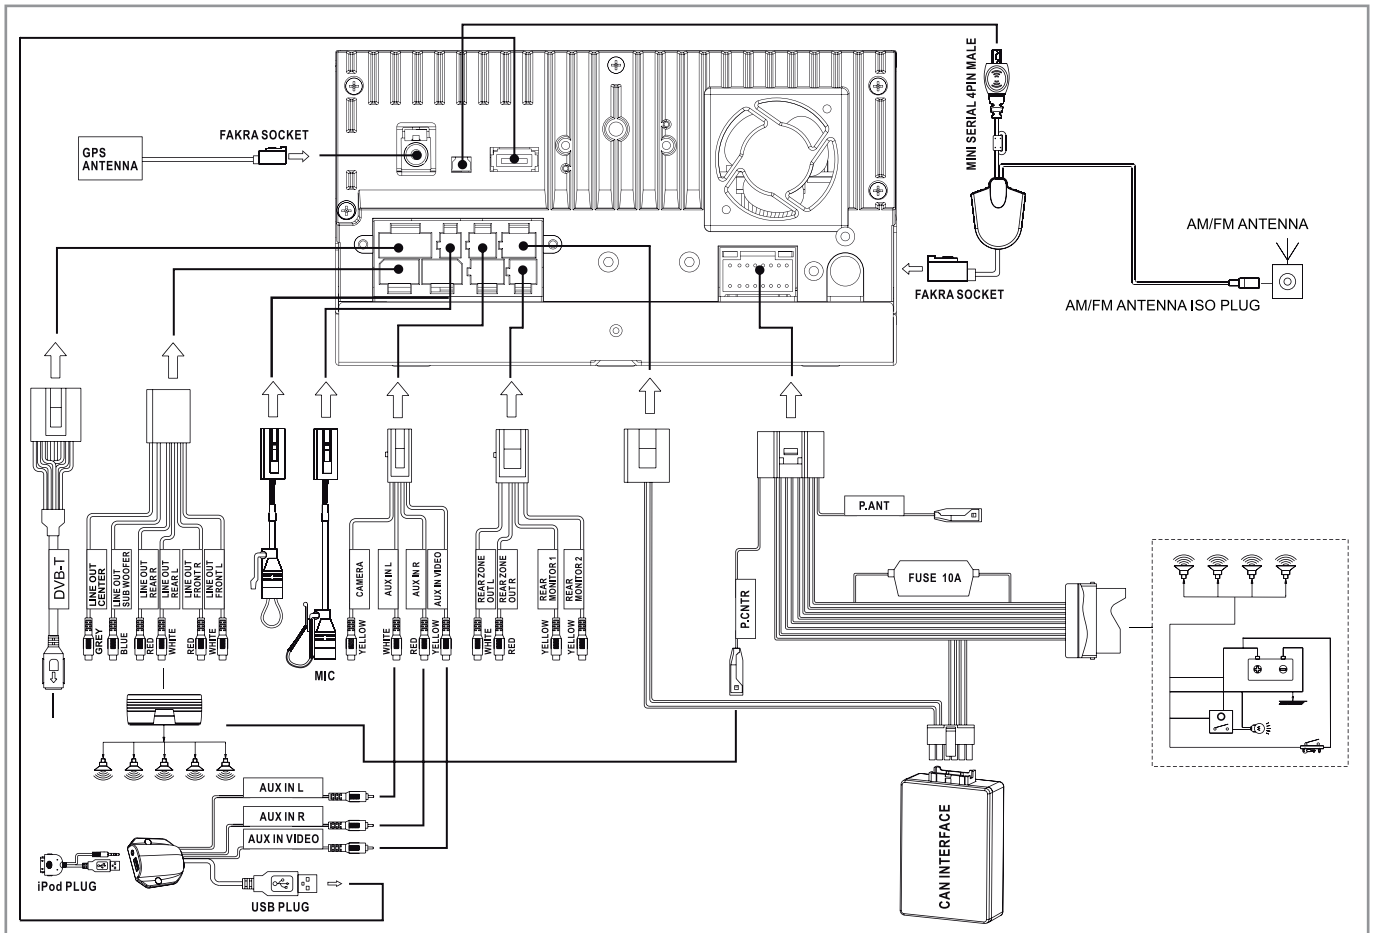 MINI SERIAL 4PIN MALE
FAKRA SOCKET
GPS
ANTENNA
AM/FM ANTENNA
FAKRA SOCKET
AM/FM ANTENNA ISO PLUG
P.ANT
FUSE 10A
P.CNTR
DVB-T
LINE OUT
CENTER
LINE OUT
SUB WOOFER
LINE OUT
REAR R
LINE OUT
REAR L
LINE OUT
FRONT R
LINE OUT
FRONT L
GREY
BLUE
RED
WHITE
RED
WHITE
MIC
CAMERA
AUX IN L
AUX IN R
AUX IN VIDEO
YELLOW
WHITE
RED
YELLOW
REAR ZONE
OUT L
REAR ZONE
OUT R
REAR
MONITOR 1
REAR
MONITOR 2
WHITE
RED
YELLOW
YELLOW
AUX IN L
AUX IN R
AUX IN VIDEO
iPod PLUG
USB PLUG
CAN INTERFACE